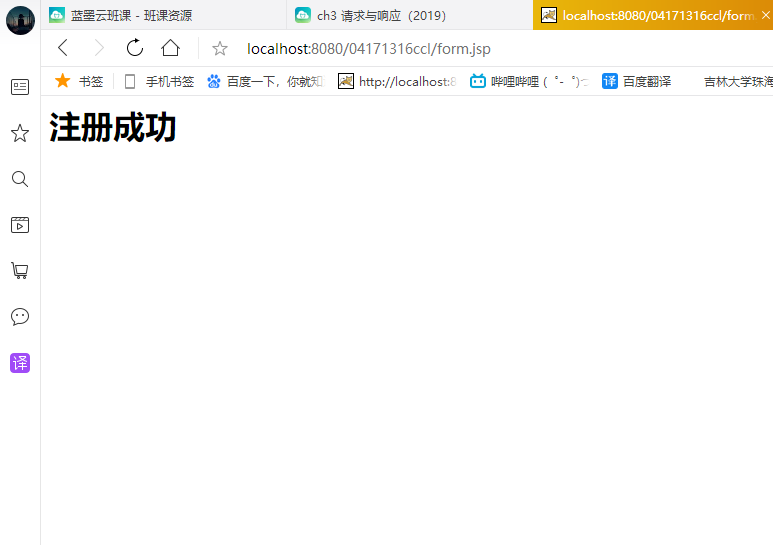 蓝墨云班课 - 班课资源
ch3 请求与响应（2019）
localhost:8080/04171316ccl/form
localhost:8080/04171316ccl/form.jsp
书签
手机书签
百度一下，你就知
http://localhost:8
哔哩哔哩 ( ゜- ゜)つ
百度翻译
吉林大学珠海
注册成功
译